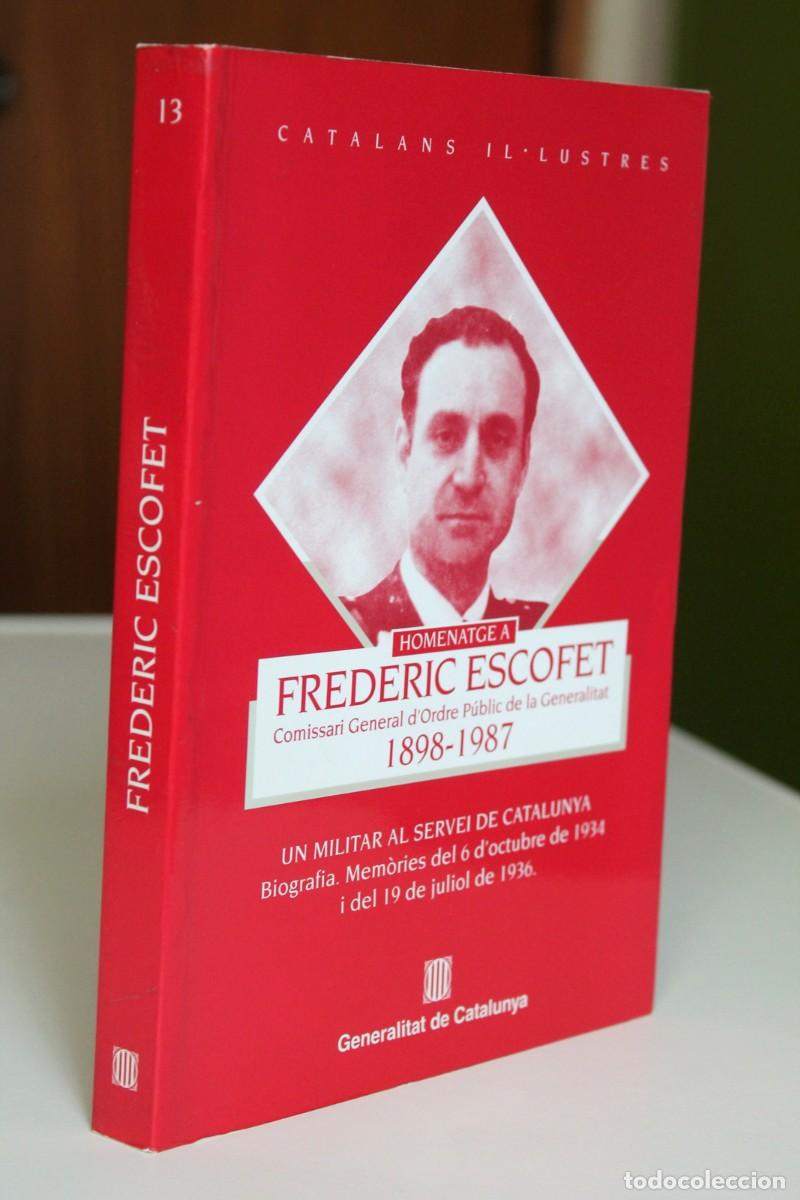 13
FREDERIC ESCOFET
CATALANS IL·LUSTRES
HOMENATGE A
FREDERIC ESCOFET
Comissari General d'Ordre Públic de la Generalitat
1898-1987
UN MILITAR AL SERVEI DE CATALUNYA
Biografia. Memòries del 6 d'octubre de 1934
i del 19 de juliol de 1936.
Generalitat de Catalunya
todocoleccion